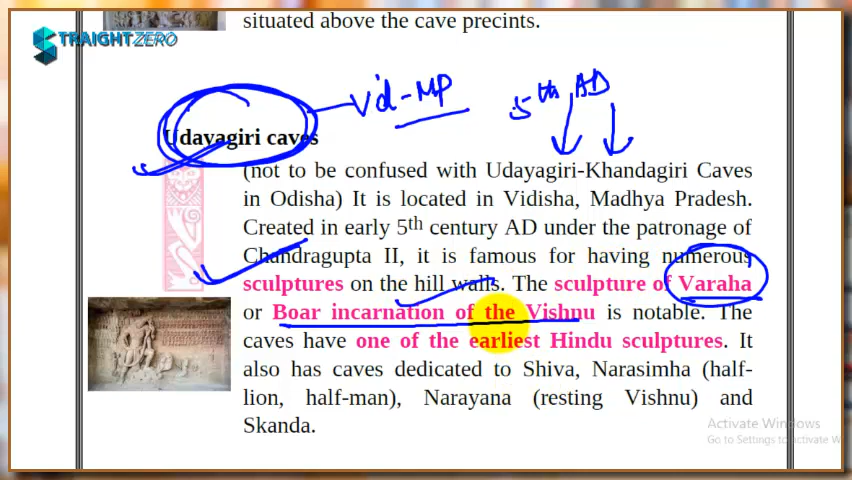 situated above the cave precints.
STRAIGHTZERO
Vid-MP
5th AD
Udayagiri caves
(not to be confused with Udayagiri-Khandagiri Caves
in Odisha) It is located in Vidisha, Madhya Pradesh.
Created in early 5th century AD under the patronage of
Chandragupta II, it is famous for having numerous
sculptures on the hill walls. The sculpture of Varaha
or Boar incarnation of the Vishnu is notable. The
caves have one of the earliest Hindu sculptures. It
also has caves dedicated to Shiva, Narasimha (half-
lion, half-man), Narayana (resting Vishnu) and
Skanda.
Activate Windows
Go to Settings to activate W